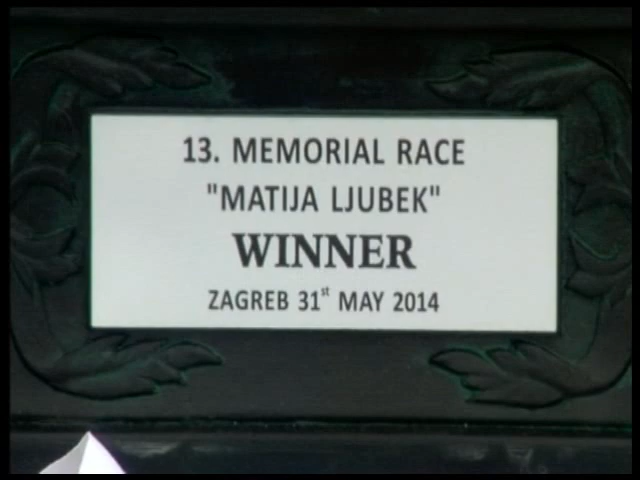 13. MEMORIAL RACE
"MATIJA LJUBEK"
WINNER
ZAGREB 31st MAY 2014